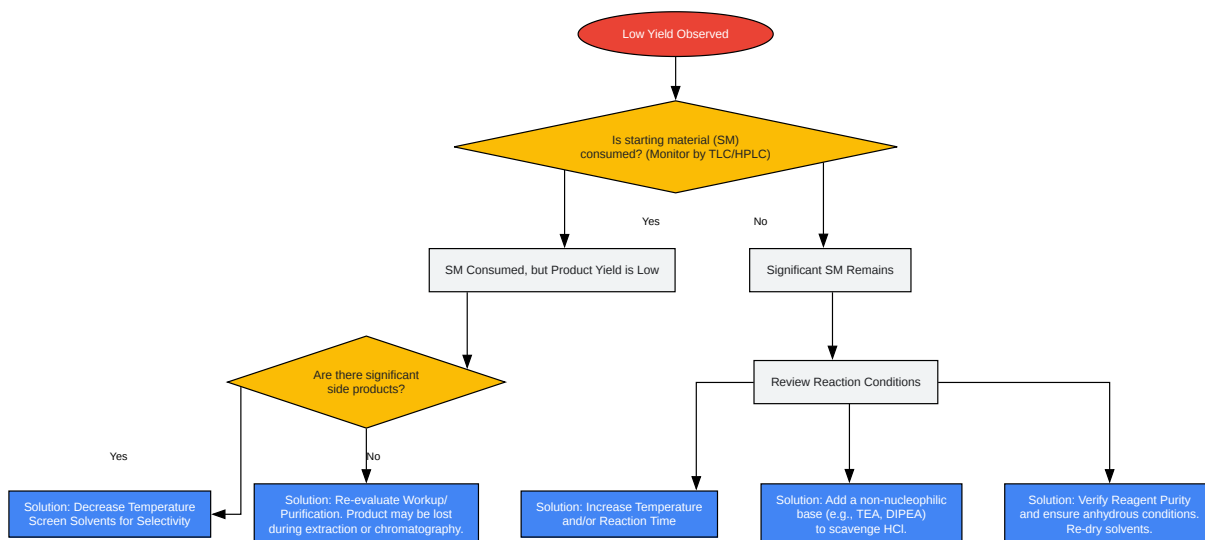 Low Yield Observed
Is starting material (SM)
consumed? (Monitor by TLC/HPLC)
Yes
No
SM Consumed, but Product Yield is Low
Significant SM Remains
Are there significant
side products?
Review Reaction Conditions
Yes
No
Solution: Decrease Temperature
Screen Solvents for Selectivity
Solution: Re-evaluate Workup/
Purification. Product may be lost
during extraction or chromatography.
Solution: Increase Temperature
and/or Reaction Time
Solution: Add a non-nucleophilic
base (e.g., TEA, DIPEA)
to scavenge HCl.
Solution: Verify Reagent Purity
and ensure anhydrous conditions.
Re-dry solvents.